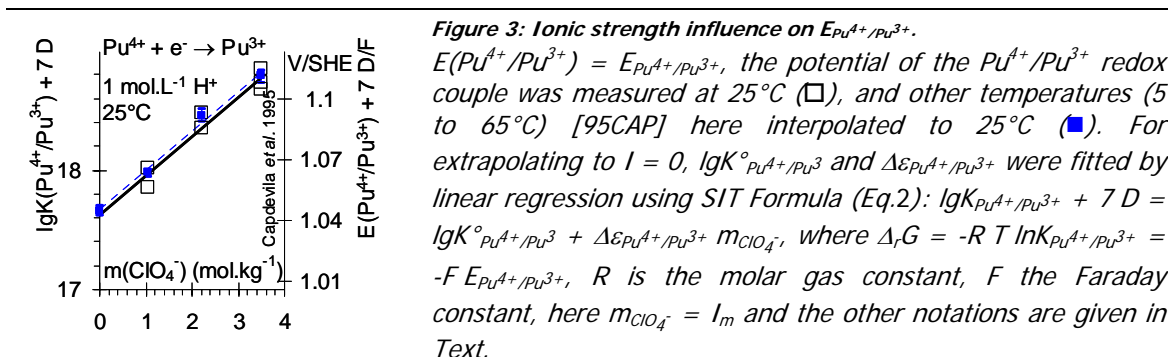 Pu⁴⁺ + e⁻ → Pu³⁺
1 mol.L⁻¹ H⁺
25°C
V/SHE
lgK(Pu⁴⁺/Pu³⁺) + 7 D
18
17
m(ClO₄⁻) (mol.kg⁻¹)
0 1 2 3 4
Capdevila et al. 1995
1.1
1.07
1.04
1.01
E(Pu⁴⁺/Pu³⁺) + 7 D/F
Figure 3: Ionic strength influence on E_Pu⁴⁺/Pu³⁺.
E(Pu⁴⁺/Pu³⁺) = E_Pu⁴⁺/Pu³⁺, the potential of the Pu⁴⁺/Pu³⁺ redox
couple was measured at 25°C (□), and other temperatures (5
to 65°C) [95CAP] here interpolated to 25°C (■). For
extrapolating to I = 0, lgK°_Pu⁴⁺/Pu³ and Δε_Pu⁴⁺/Pu³⁺ were fitted by
linear regression using SIT Formula (Eq.2): lgK_Pu⁴⁺/Pu³⁺ + 7 D =
lgK°_Pu⁴⁺/Pu³ + Δε_Pu⁴⁺/Pu³⁺ m_ClO₄⁻, where Δ_rG = -R T lnK_Pu⁴⁺/Pu³⁺ =
-F E_Pu⁴⁺/Pu³⁺, R is the molar gas constant, F the Faraday
constant, here m_ClO₄⁻ = I_m and the other notations are given in
Text.